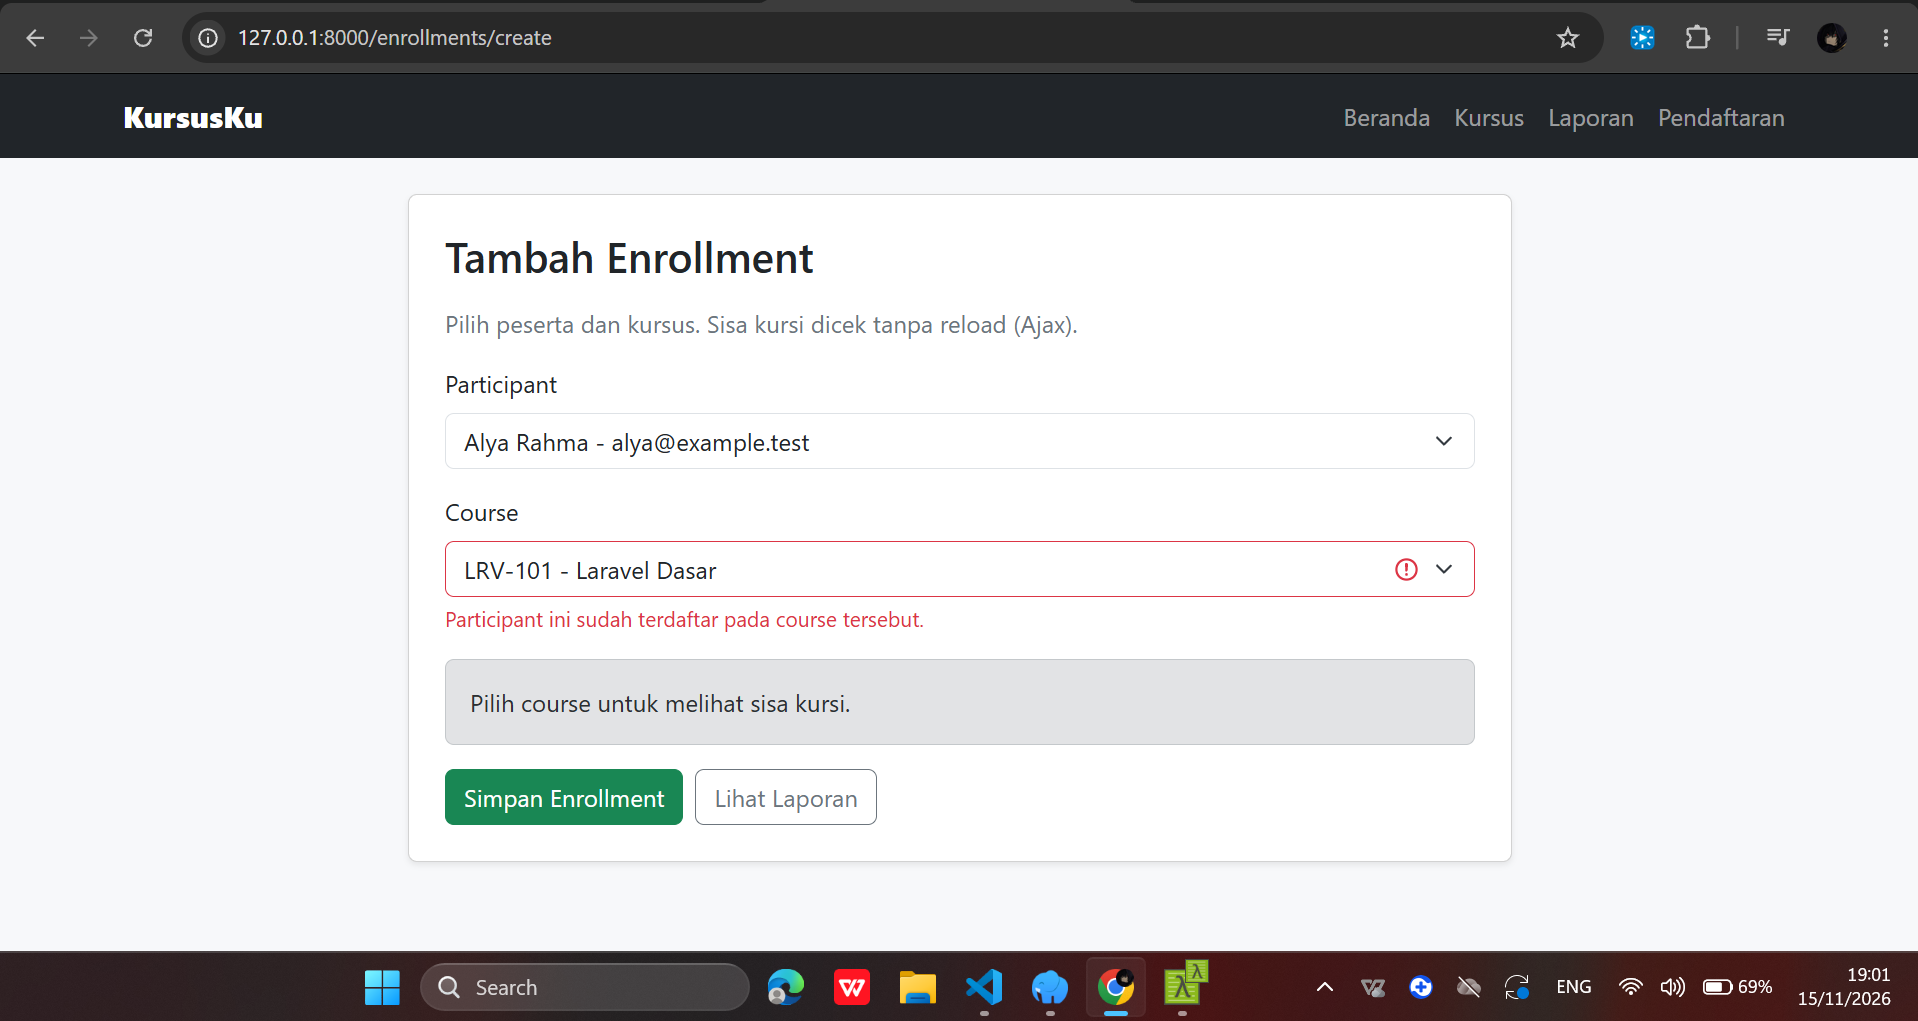 127.0.0.1:8000/enrollments/create
KursusKu
Beranda Kursus Laporan Pendaftaran
Tambah Enrollment
Pilih peserta dan kursus. Sisa kursi dicek tanpa reload (Ajax).
Participant
Alya Rahma - alya@example.test
Course
LRV-101 - Laravel Dasar
Participant ini sudah terdaftar pada course tersebut.
Pilih course untuk melihat sisa kursi.
Simpan Enrollment Lihat Laporan
Search
ENG
69%
19:01
15/11/2026